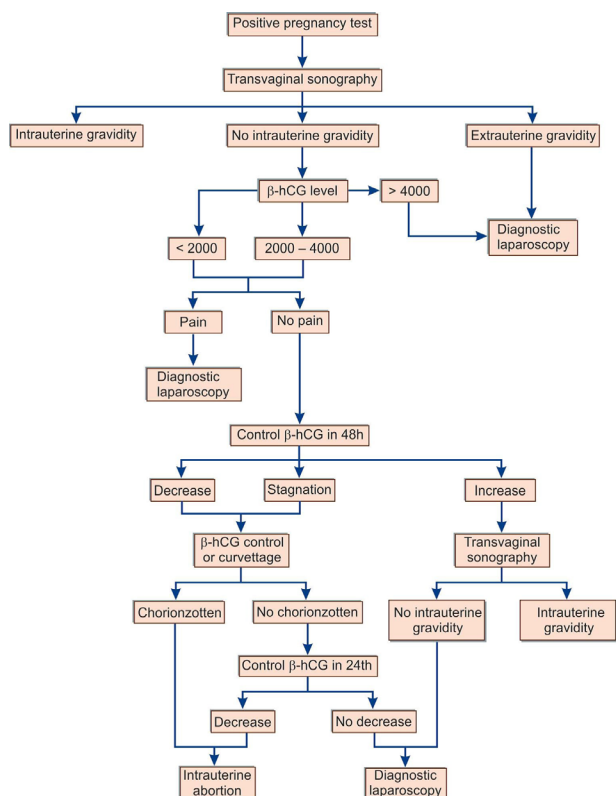 Positive pregnancy test
Transvaginal sonography
Intrauterine gravidity
No intrauterine gravidity
Extrauterine gravidity
β-hCG level
> 4000
< 2000
2000 – 4000
Diagnostic
laparoscopy
Pain
No pain
Diagnostic
laparoscopy
Control β-hCG in 48h
Decrease
Stagnation
Increase
β-hCG control
or curvettage
Transvaginal
sonography
Chorionzotten
No chorionzotten
No intrauterine
gravidity
Intrauterine
gravidity
Control β-hCG in 24th
Decrease
No decrease
Intrauterine
abortion
Diagnostic
laparoscopy